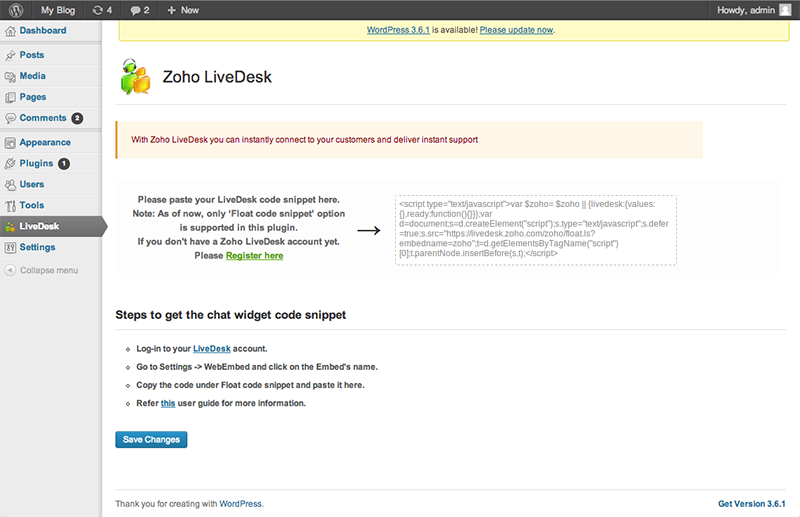 My Blog 4 2 + New Howdy, admin
WordPress 3.6.1 is available! Please update now.
Dashboard
Posts
Media
Pages
Comments 2
Appearance
Plugins 1
Users
Tools
LiveDesk
Settings
Collapse menu
Zoho LiveDesk
With Zoho LiveDesk you can instantly connect to your customers and deliver instant support
Please paste your LiveDesk code snippet here.
Note: As of now, only ‘Float code snippet’ option
is supported in this plugin.
If you don't have a Zoho LiveDesk account yet.
Please Register here
<script type="text/javascript">var $zoho= $zoho || {livedesk:{values:
{},ready:function(){}}};var
d=document;s=d.createElement("script");s.type="text/javascript";s.defer
=true;s.src="https://livedesk.zoho.com/zoho/float.ls?
embedname=zoho";t=d.getElementsByTagName("script")
[0];t.parentNode.insertBefore(s,t);</script>
Steps to get the chat widget code snippet
Log-in to your LiveDesk account.
Go to Settings -> WebEmbed and click on the Embed's name.
Copy the code under Float code snippet and paste it here.
Refer this user guide for more information.
Save Changes
Thank you for creating with WordPress.
Get Version 3.6.1